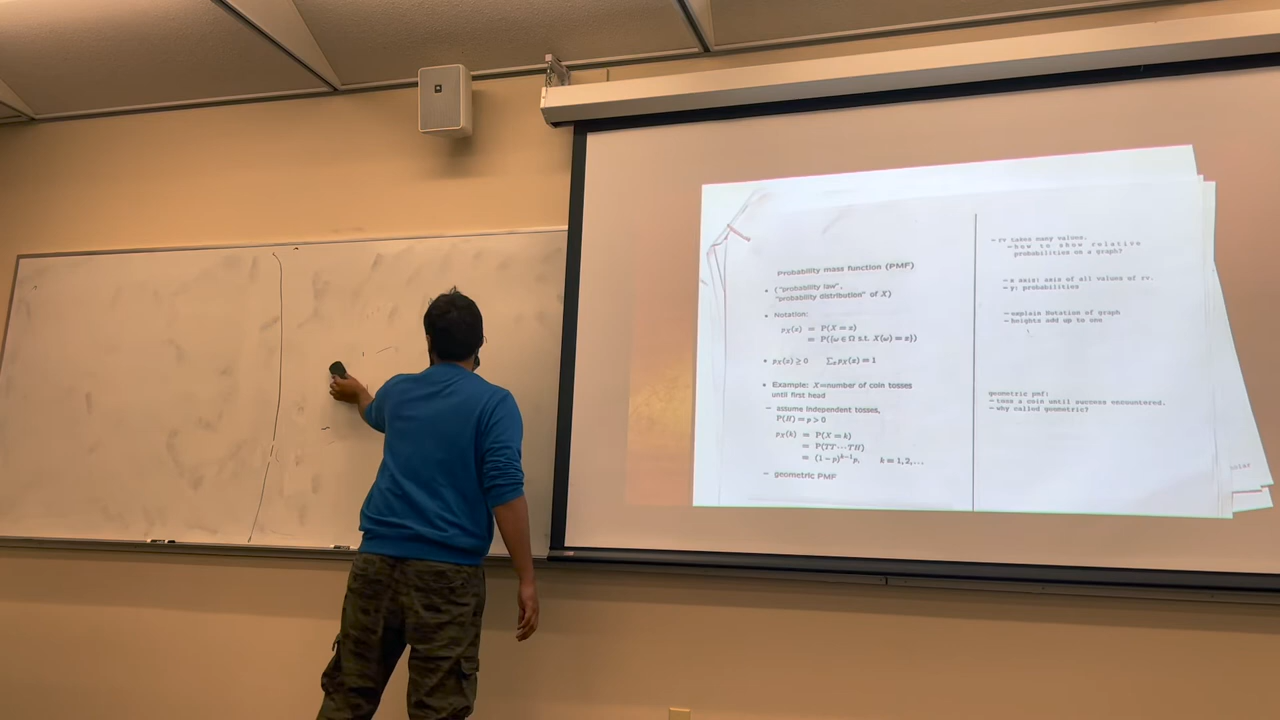 Probability mass function (PMF)
• ("probability law",
"probability distribution" of X)
• Notation:
pX(x) = P(X = x)
= P({ω ∈ Ω s.t. X(ω) = x})
• pX(x) ≥ 0 ∑x pX(x) = 1
• Example: X=number of coin tosses
until first head
– assume independent tosses,
P(H) = p > 0
pX(k) = P(X = k)
= P(TT⋯TH)
= (1 − p)^{k−1}p, k = 1, 2, …
– geometric PMF
– rv takes many values.
– how to show relative
probabilities on a graph?
– x axis: axis of all values of rv.
– y: probabilities
– explain Notation of graph
– heights add up to one
geometric pmf:
– toss a coin until success encountered.
– why called geometric?